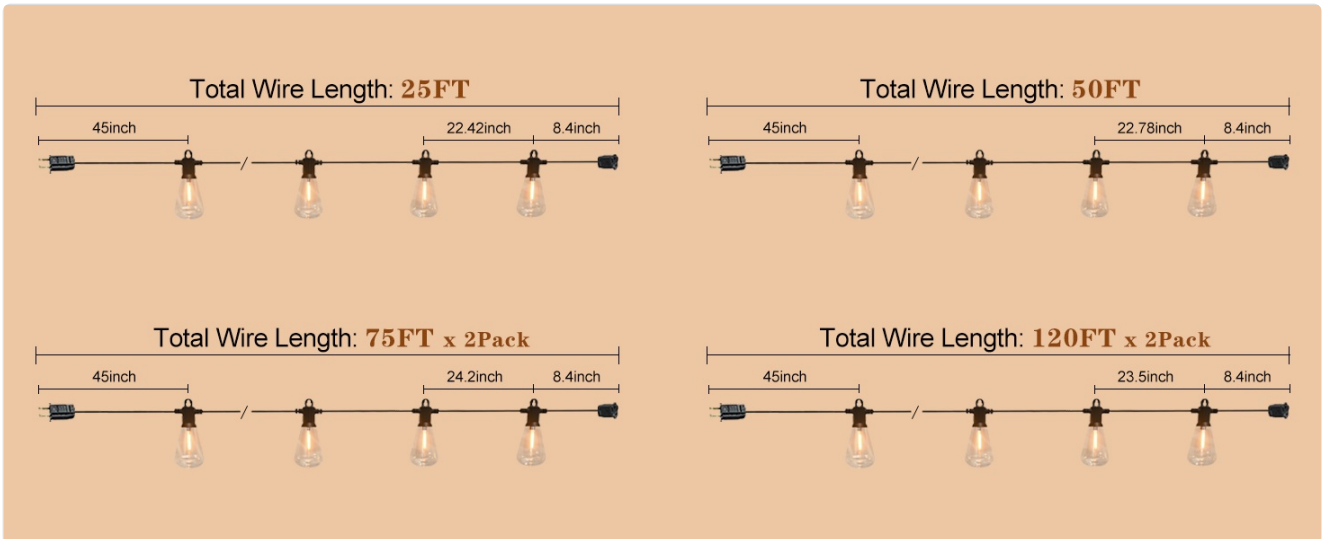 Total Wire Length: 25FT
45inch 22.42inch 8.4inch
Total Wire Length: 50FT
45inch 22.78inch 8.4inch
Total Wire Length: 75FT x 2Pack
45inch 24.2inch 8.4inch
Total Wire Length: 120FT x 2Pack
45inch 23.5inch 8.4inch